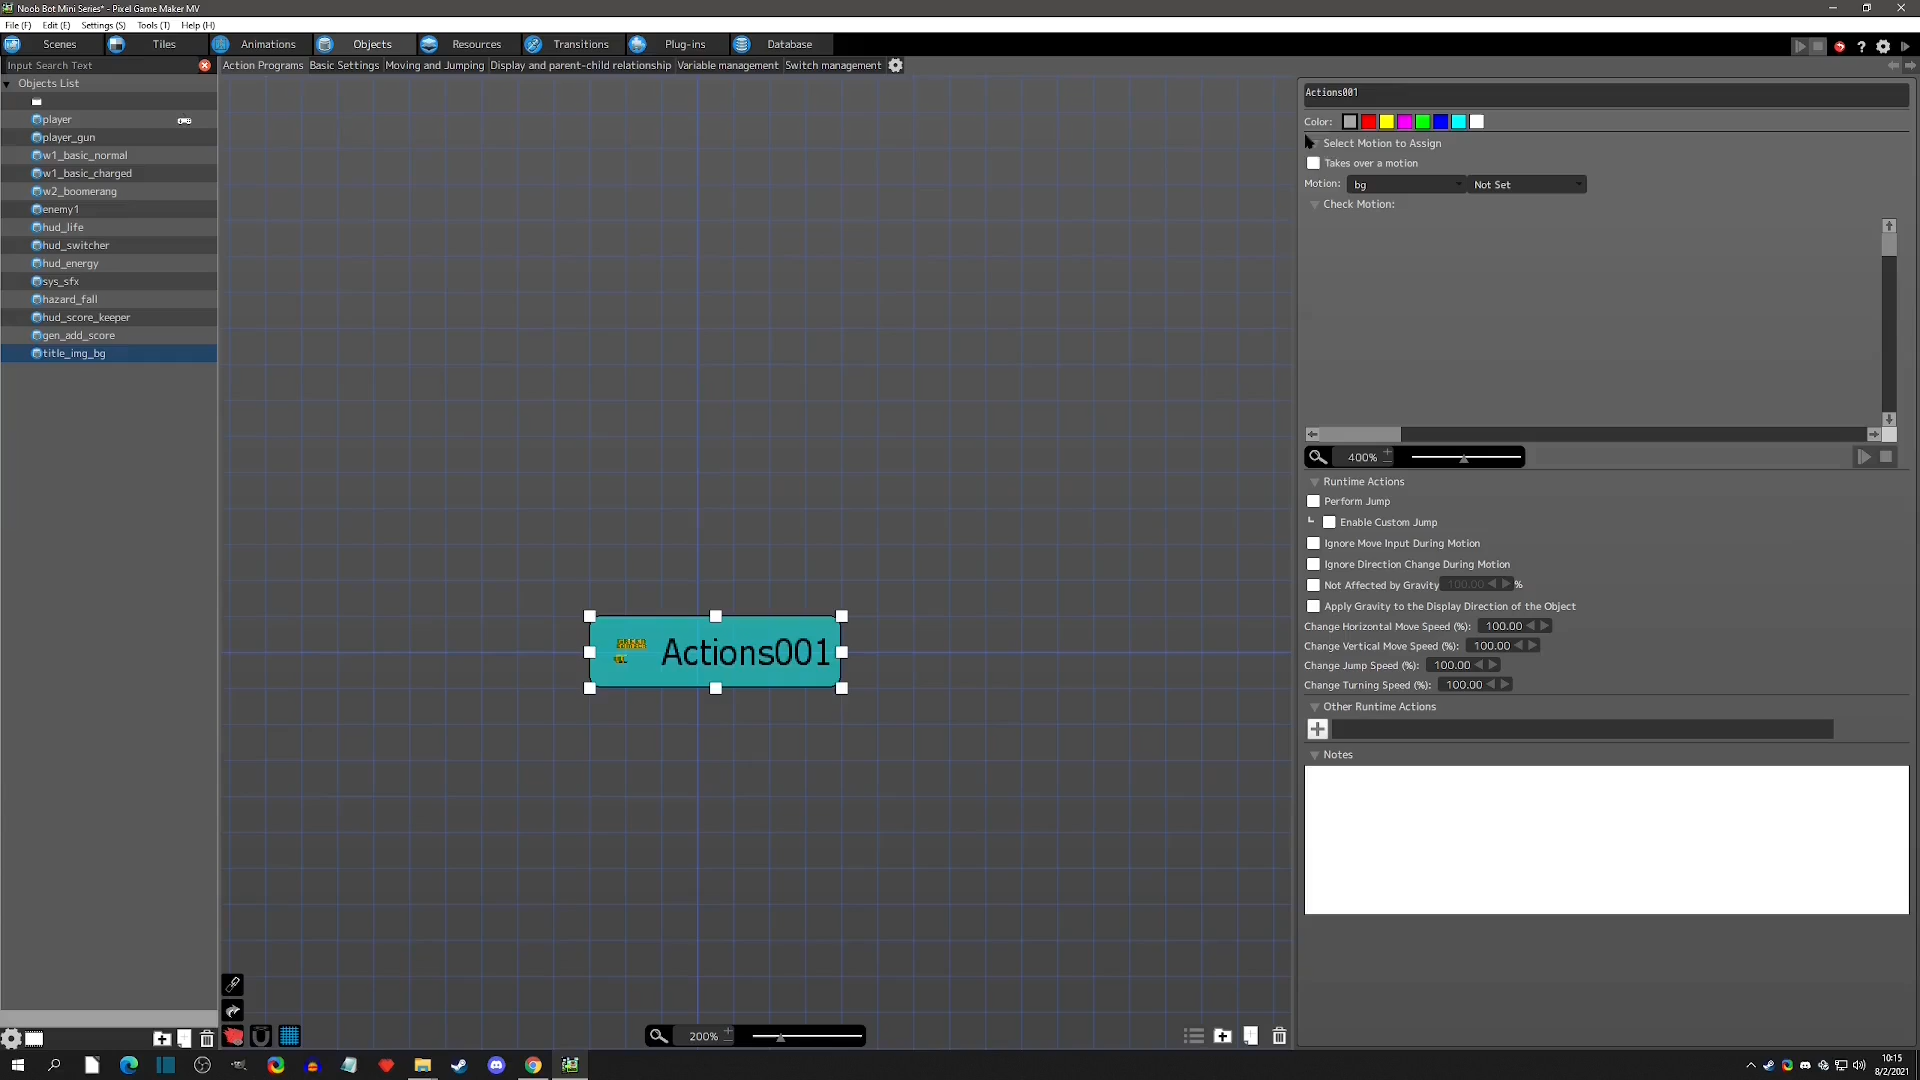 Noob Bot Mini Series* - Pixel Game Maker MV
File (F) Edit (E) Settings (S) Tools (T) Help (H)
Scenes Tiles Animations Objects Resources Transitions Plug-ins Database
Input Search Text
Action Programs Basic Settings Moving and Jumping Display and parent-child relationship Variable management Switch management
Objects List
player
player_gun
w1_basic_normal
w1_basic_charged
w2_boomerang
enemy1
hud_life
hud_switcher
hud_energy
sys_sfx
hazard_fall
hud_score_keeper
gen_add_score
title_img_bg
Actions001
200%
Actions001
Color:
Select Motion to Assign
Takes over a motion
Motion: bg Not Set
Check Motion:
400%
Runtime Actions
Perform Jump
Enable Custom Jump
Ignore Move Input During Motion
Ignore Direction Change During Motion
Not Affected by Gravity 100.00 %
Apply Gravity to the Display Direction of the Object
Change Horizontal Move Speed (%): 100.00
Change Vertical Move Speed (%): 100.00
Change Jump Speed (%): 100.00
Change Turning Speed (%): 100.00
Other Runtime Actions
Notes
10:15
8/2/2021